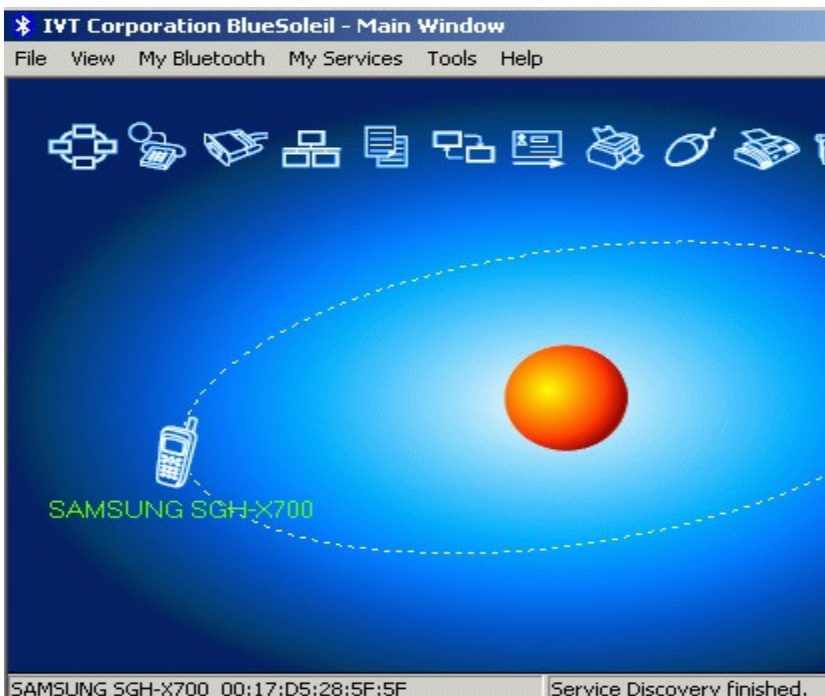 IVT Corporation BlueSoleil - Main Window
File View My Bluetooth My Services Tools Help
SAMSUNG SGH-X700
SAMSUNG SGH-X700 00:17:D5:28:5F:5F Service Discovery finished.